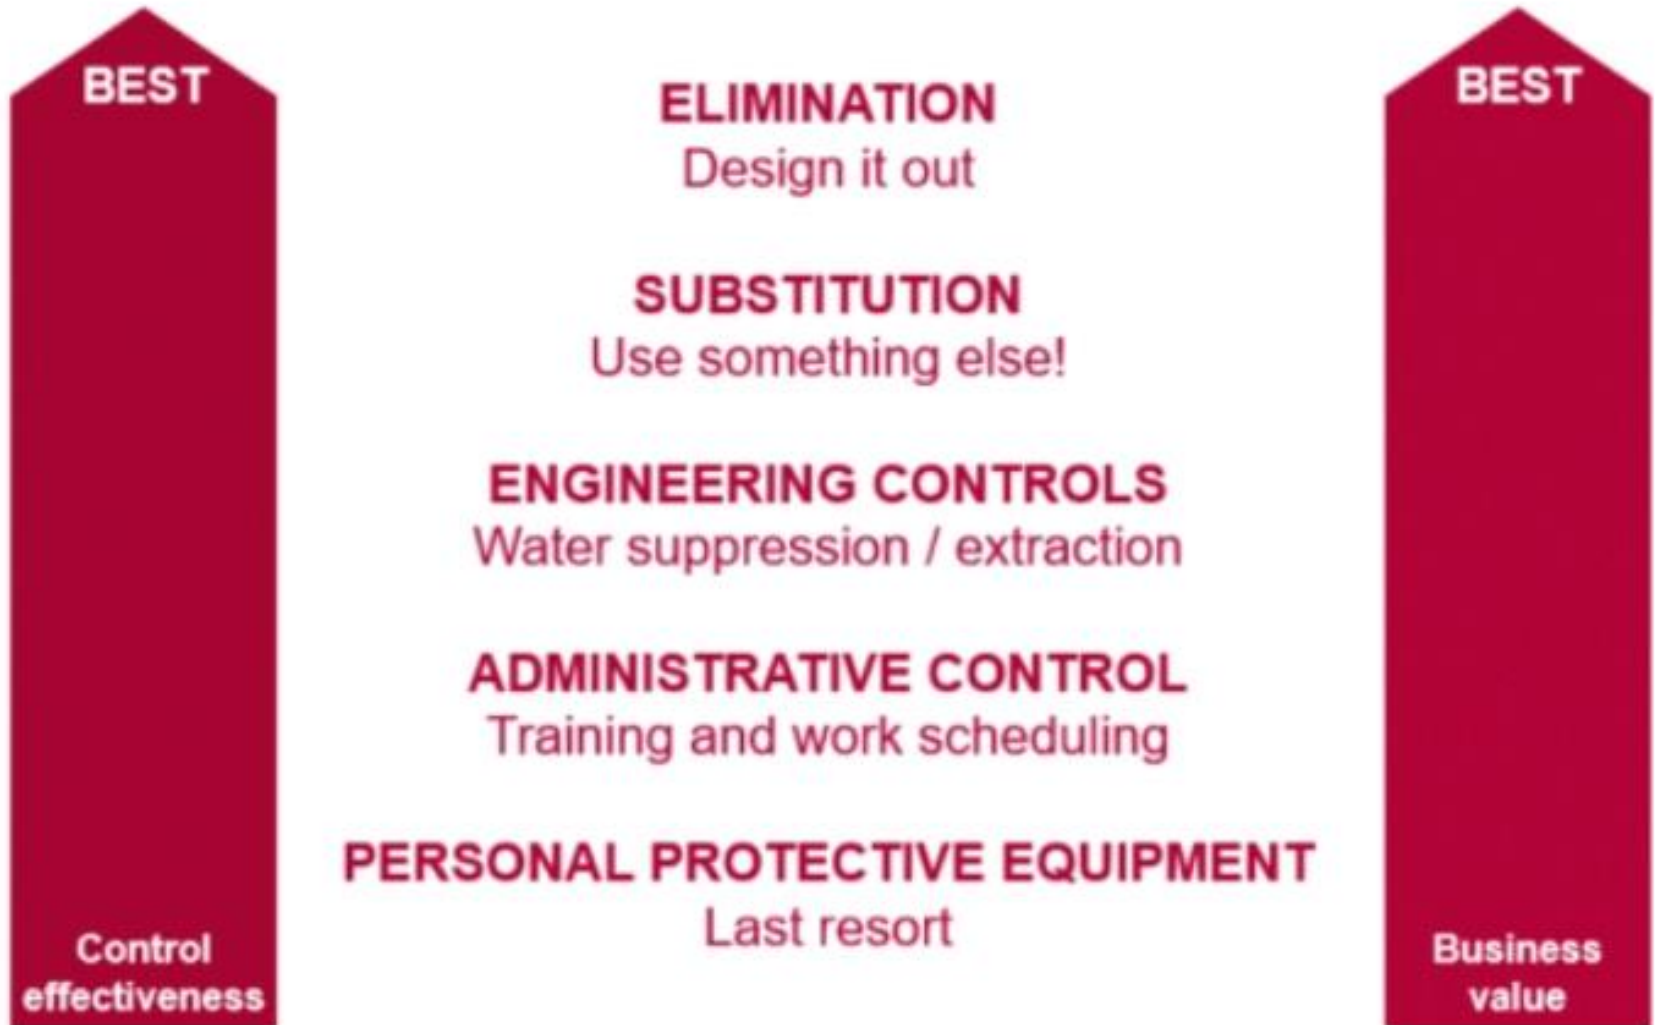 BEST
Control
effectiveness
ELIMINATION
Design it out
SUBSTITUTION
Use something else!
ENGINEERING CONTROLS
Water suppression / extraction
ADMINISTRATIVE CONTROL
Training and work scheduling
PERSONAL PROTECTIVE EQUIPMENT
Last resort
BEST
Business
value